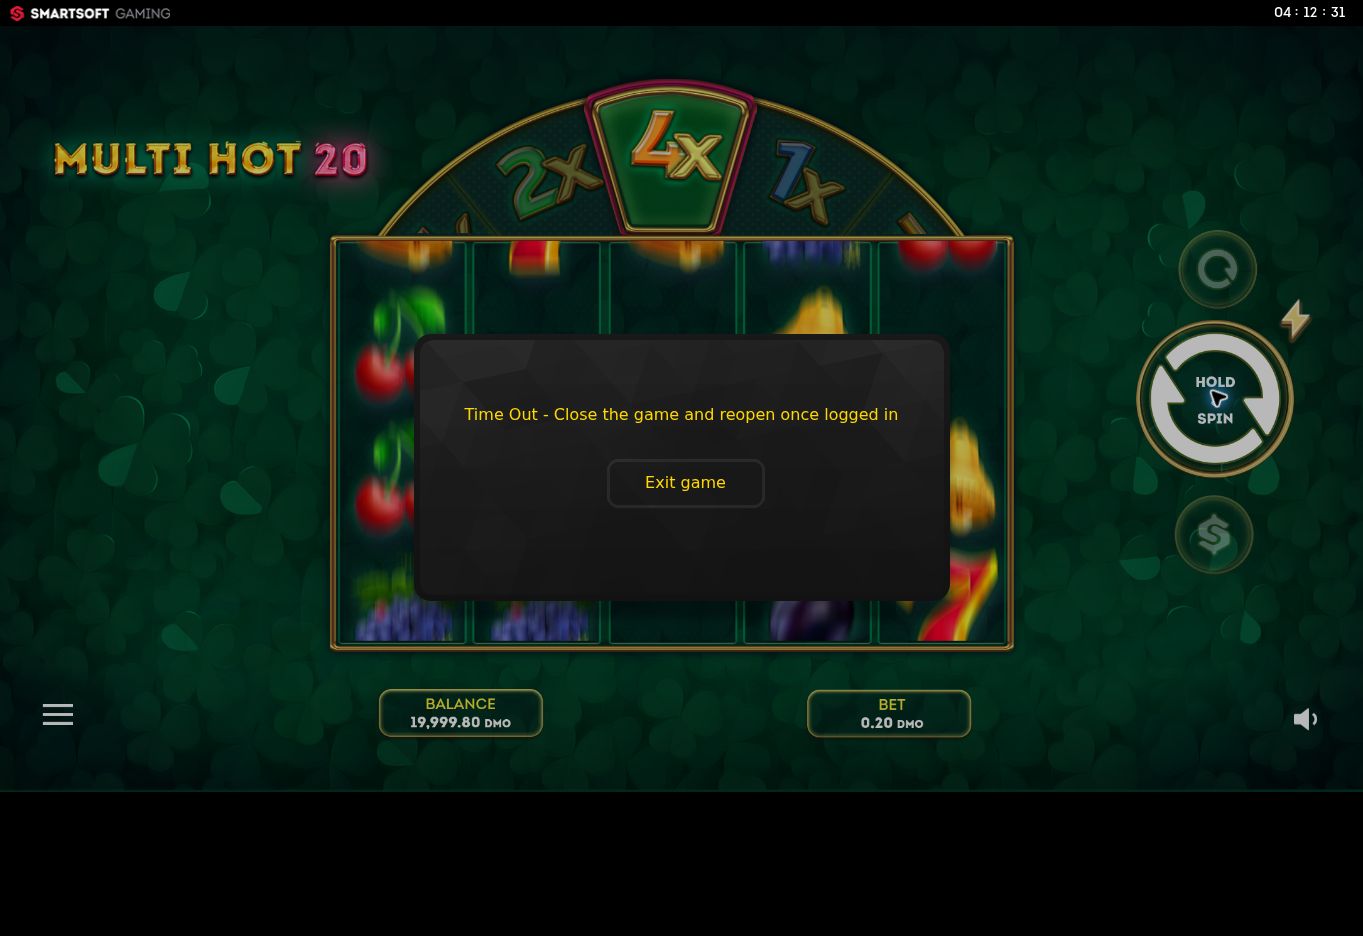 SMARTSOFT GAMING
04 : 12 : 31
MULTI HOT 20
2x
4x
1x
HOLD
SPIN
Time Out - Close the game and reopen once logged in
Exit game
BALANCE
19,999.80 DMO
BET
0.20 DMO